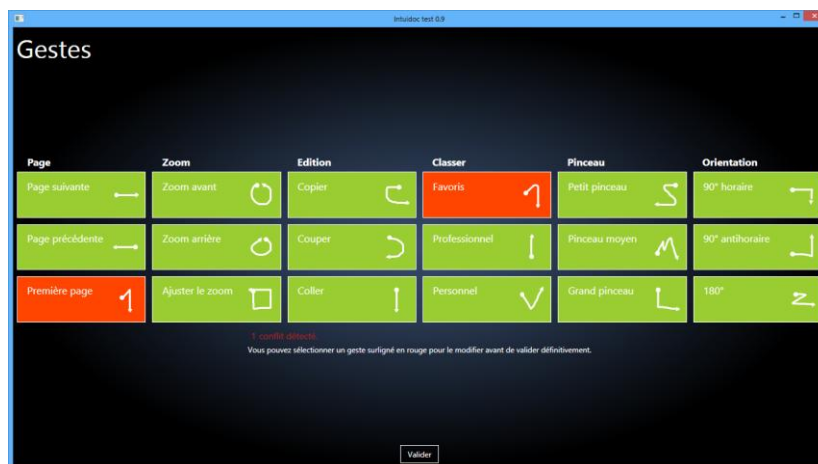 Intuidoc test 0.9
Gestes
Page Zoom Edition Classer Pinceau Orientation
Page suivante Zoom avant Copier Favoris Petit pinceau 90° horaire
Page précédente Zoom arrière Couper Professionnel Pinceau moyen 90° antihoraire
Première page Ajuster le zoom Coller Personnel Grand pinceau 180°
1 conflit détecté.
Vous pouvez sélectionner un geste surligné en rouge pour le modifier avant de valider définitivement.
Valider